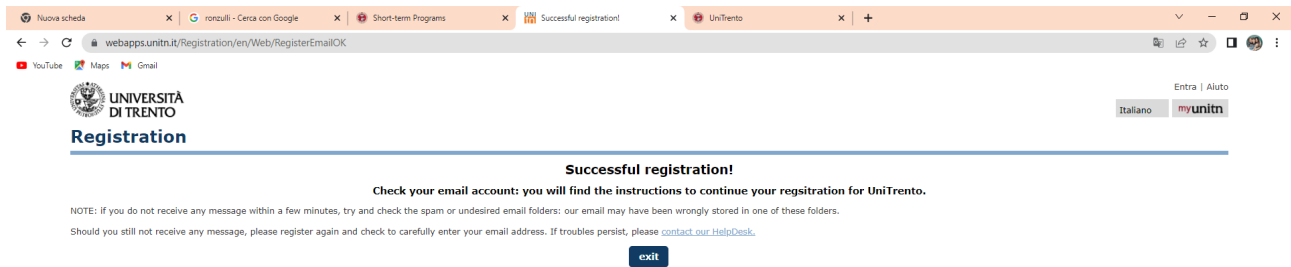 Nuova scheda
ronzulli - Cerca con Google
Short-term Programs
Successful registration!
UniTrento
webapps.unitn.it/Registration/en/Web/RegisterEmailOK
YouTube Maps Gmail
Entra | Aiuto
UNIVERSITÀ
DI TRENTO
Italiano myunitn
Registration
Successful registration!
Check your email account: you will find the instructions to continue your regsitration for UniTrento.
NOTE: if you do not receive any message within a few minutes, try and check the spam or undesired email folders: our email may have been wrongly stored in one of these folders.
Should you still not receive any message, please register again and check to carefully enter your email address. If troubles persist, please contact our HelpDesk.
exit